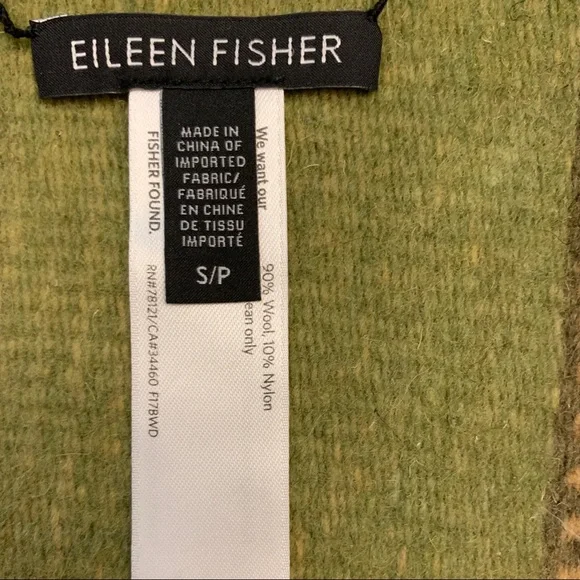 EILEEN FISHER
MADE IN
CHINA OF
IMPORTED
FABRIC/
FABRIQUÉ
EN CHINE
DE TISSU
IMPORTÉ
S/P
We want our
90% Wool, 10% Nylon
only
FISHER FOUND.
RN#78121/CA#34460 F17BWD